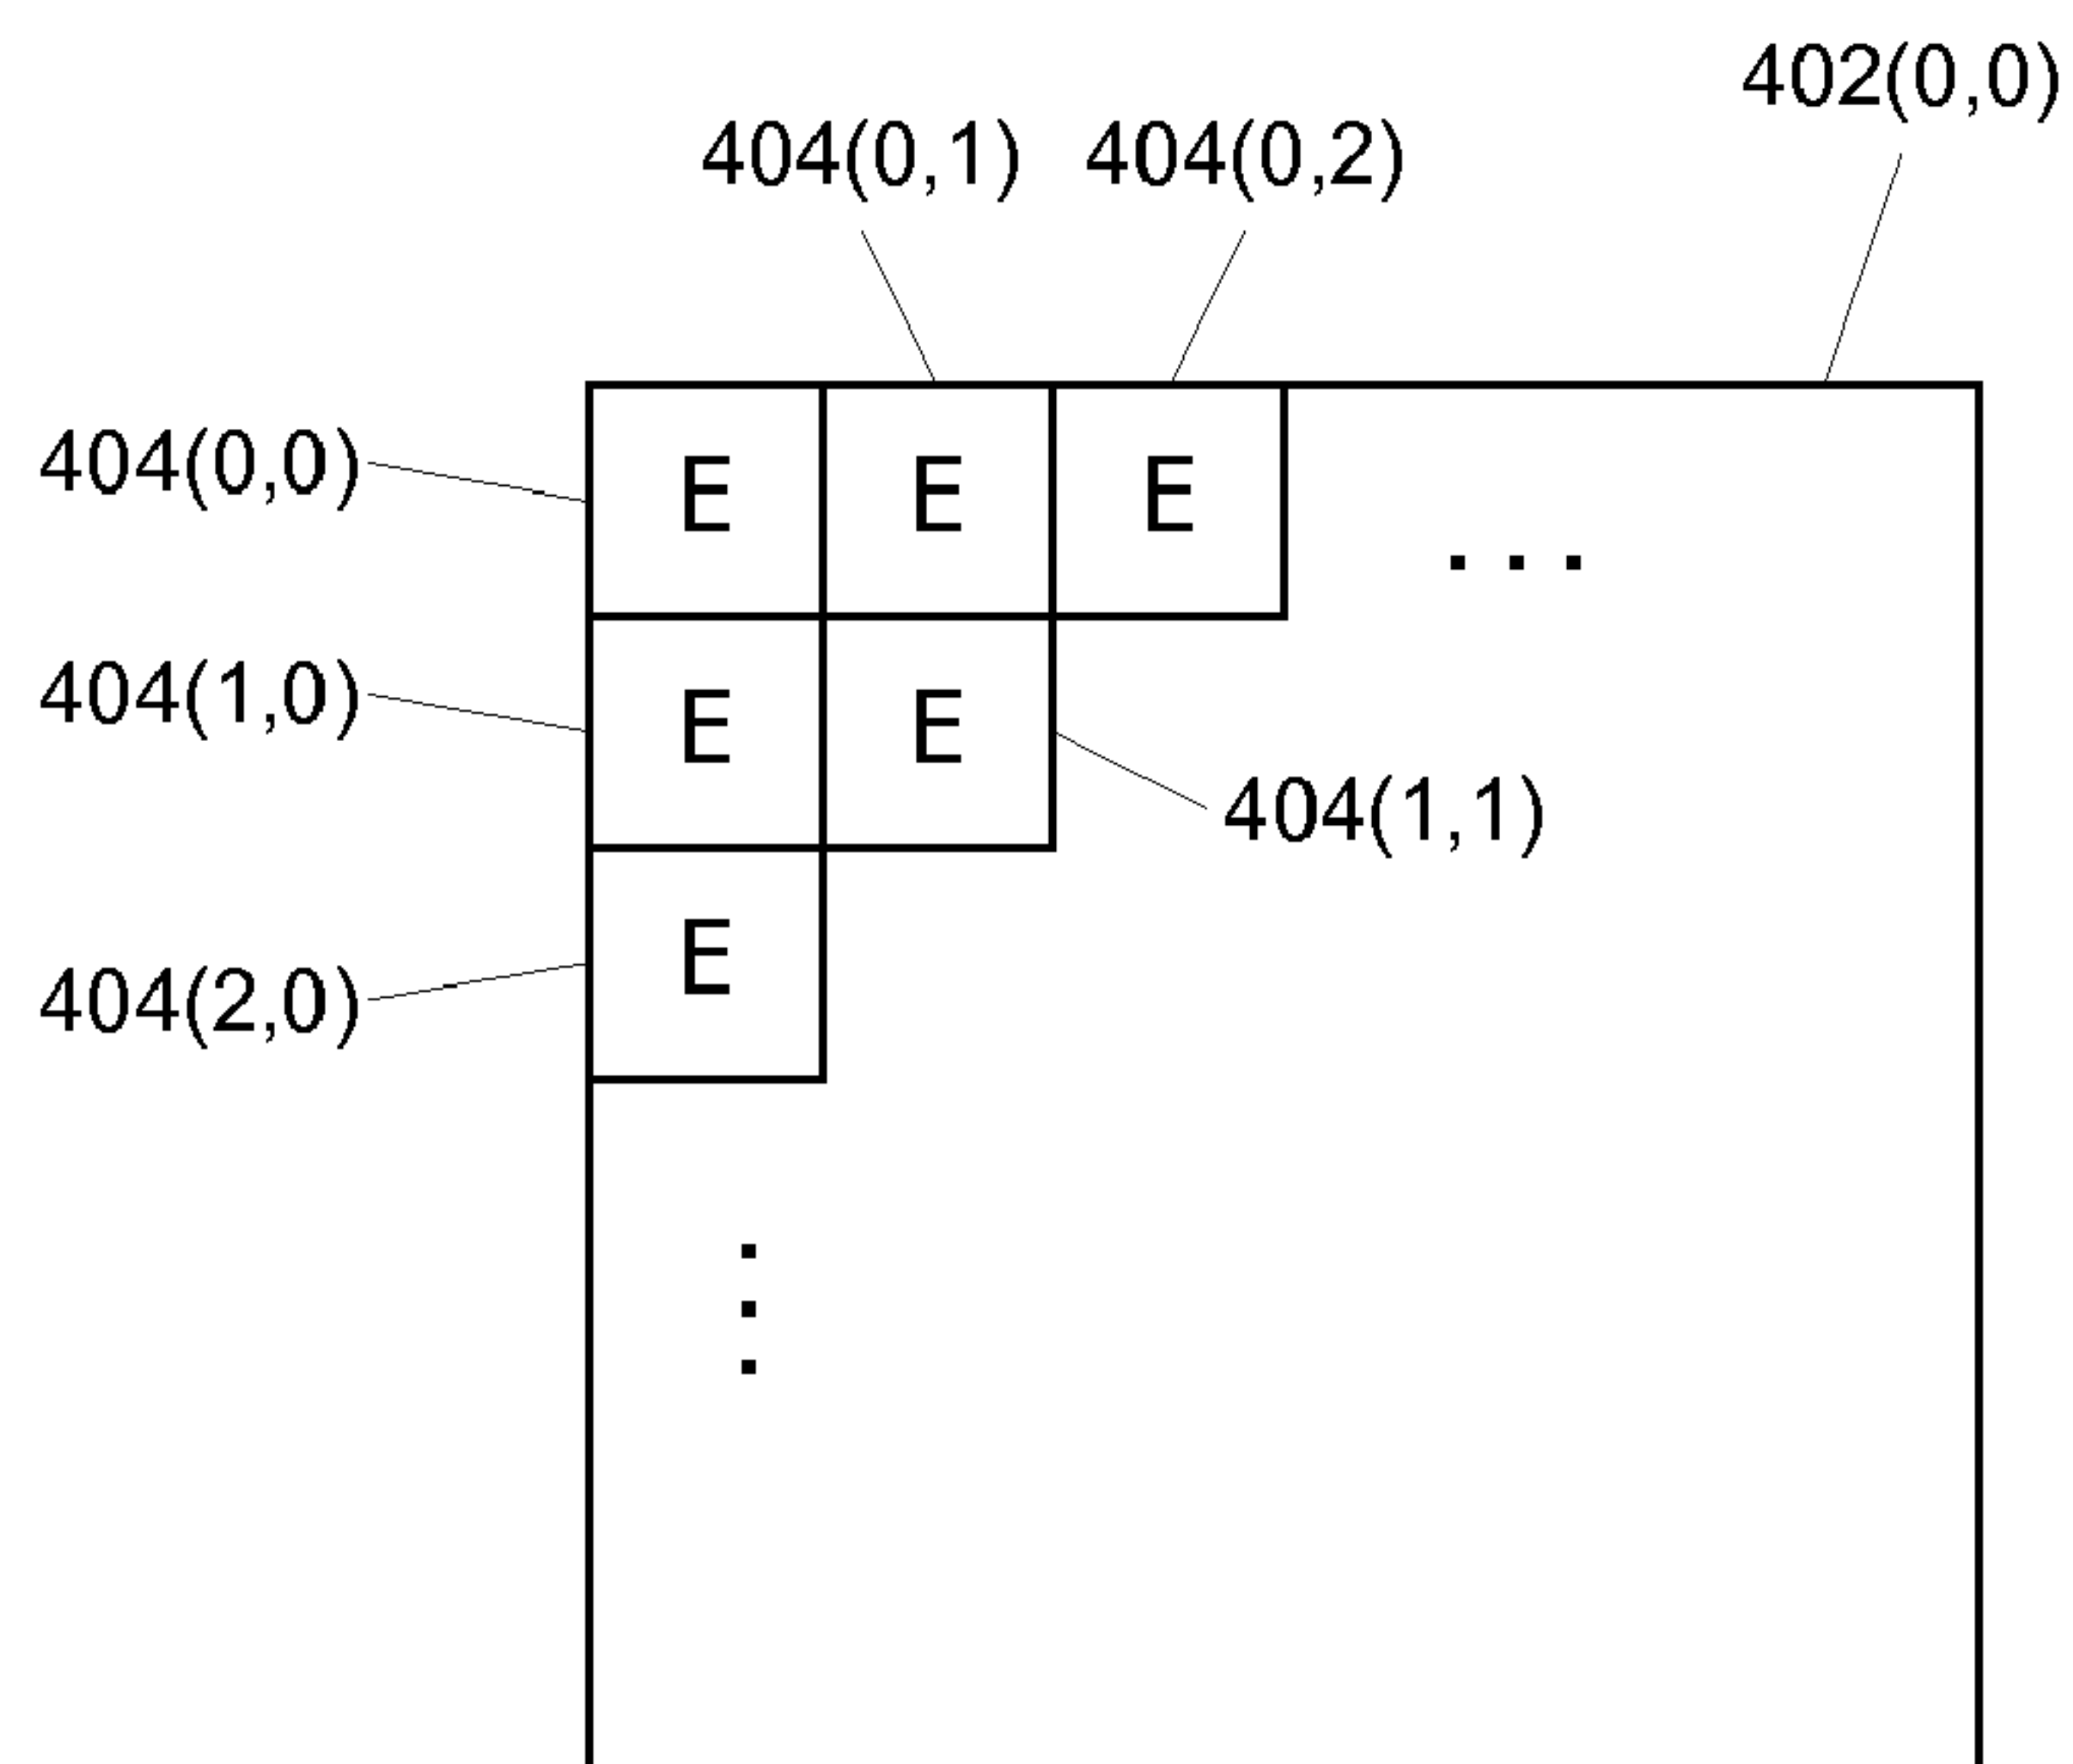 402(0,0)
404(0,1) 404(0,2)
404(0,0) E E E
. . .
404(1,0) E E
404(1,1)
404(2,0) E
.
.
.